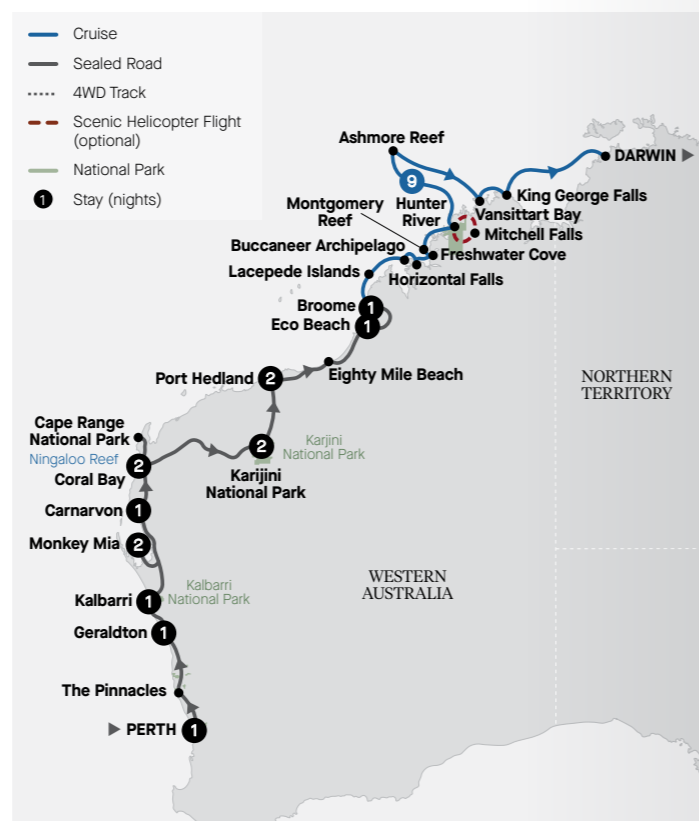 Cruise
Sealed Road
4WD Track
Scenic Helicopter Flight
(optional)
National Park
1 Stay (nights)
Ashmore Reef
DARWIN
9
King George Falls
Hunter
River
Vansittart Bay
Montgomery
Reef
Mitchell Falls
Buccaneer Archipelago
Freshwater Cove
Lacepede Islands
Horizontal Falls
Broome 1
Eco Beach 1
Port Hedland 2
Eighty Mile Beach
NORTHERN
TERRITORY
Cape Range
National Park
Ningaloo Reef
2
Coral Bay
2
Karjini
National Park
Karijini
National Park
Carnarvon 1
Monkey Mia 2
WESTERN
AUSTRALIA
Kalbarri
National Park
Kalbarri 1
Geraldton 1
The Pinnacles
PERTH 1